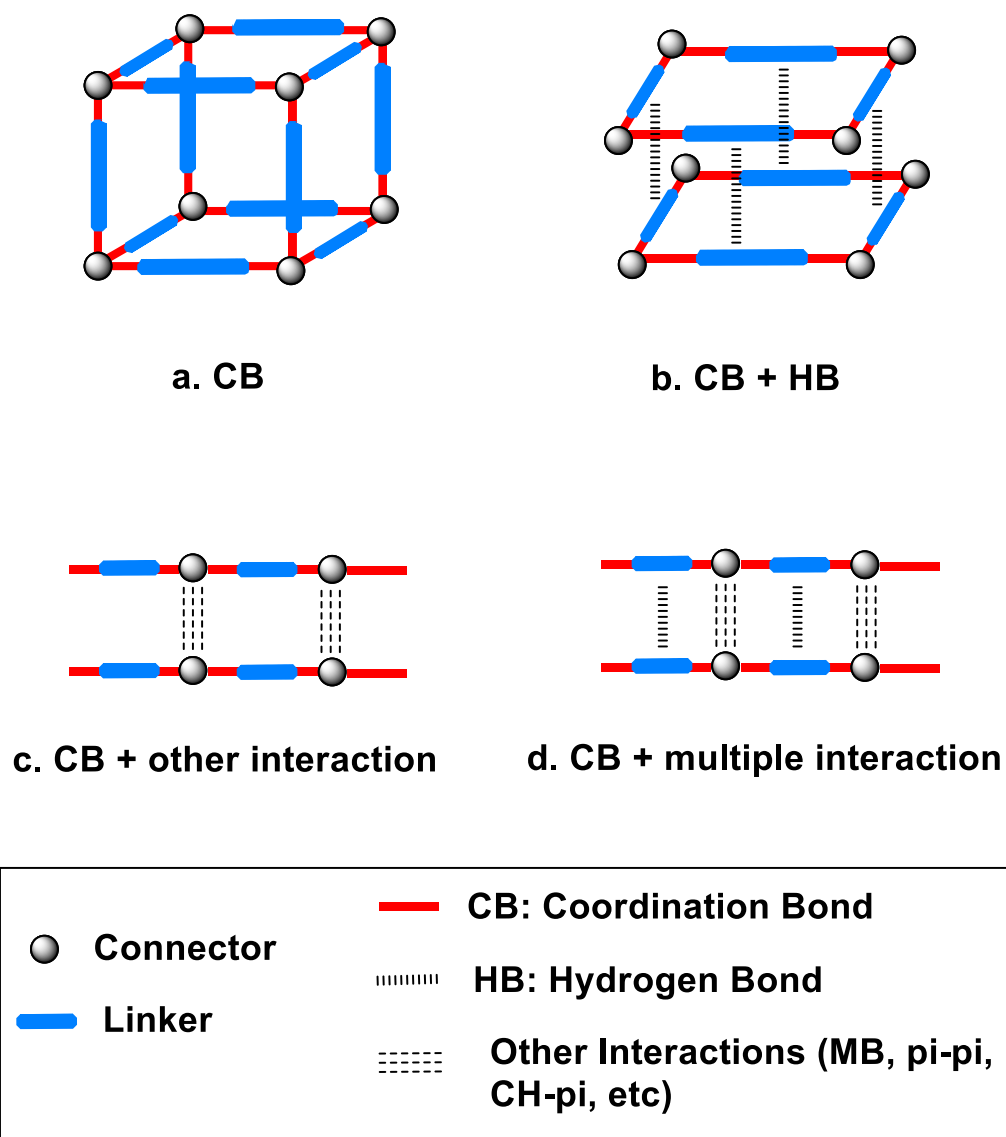 a. CB
b. CB + HB
c. CB + other interaction
d. CB + multiple interaction
Connector
Linker
CB: Coordination Bond
HB: Hydrogen Bond
Other Interactions (MB, pi-pi,
CH-pi, etc)